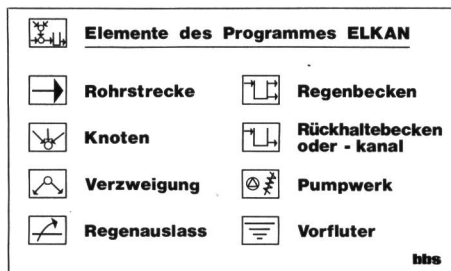 Elemente des Programmes ELKAN
Rohrstrecke
Knoten
Verzweigung
Regenauslass
Regenbecken
Rückhaltebecken
oder - kanal
Pumpwerk
Vorfluter
bbs